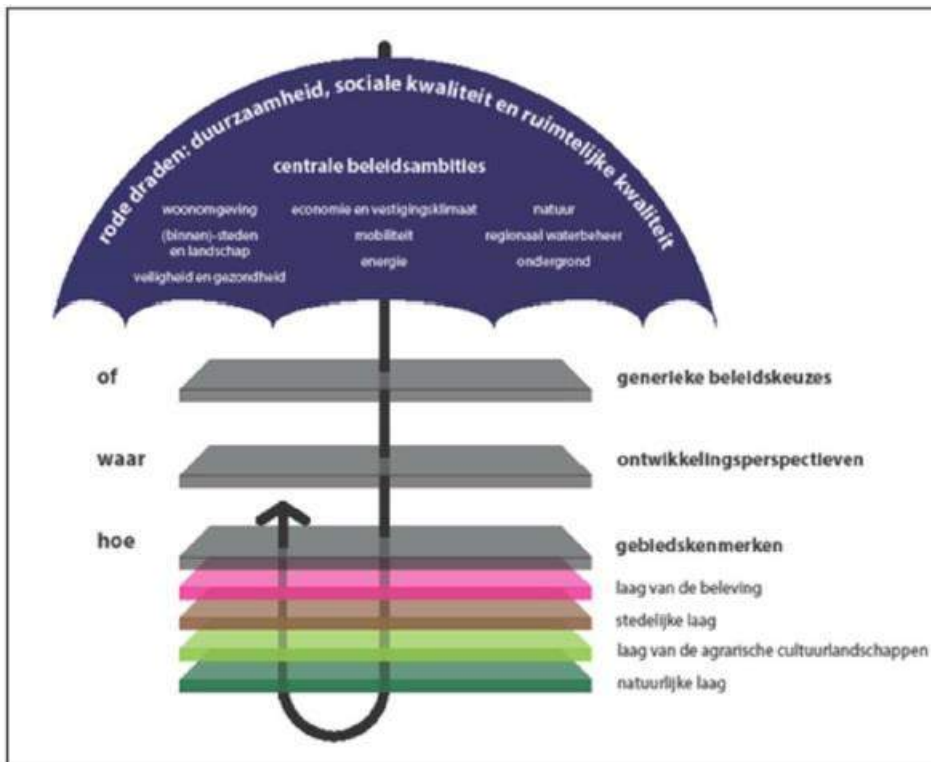 rode draden: duurzaamheid, sociale kwaliteit en ruimtelijke kwaliteit
centrale beleidsambities
woonomgeving
(binnen)-steden
en landschap
veiligheid en gezondheid
economie en vestigingsklimaat
mobiliteit
energie
natuur
regionaal waterbeheer
ondergrond
of
generieke beleidskeuzes
waar
ontwikkelingsperspectieven
hoe
gebiedskenmerken
laag van de beleving
stedelijke laag
laag van de agrarische cultuurlandschappen
natuurlijke laag